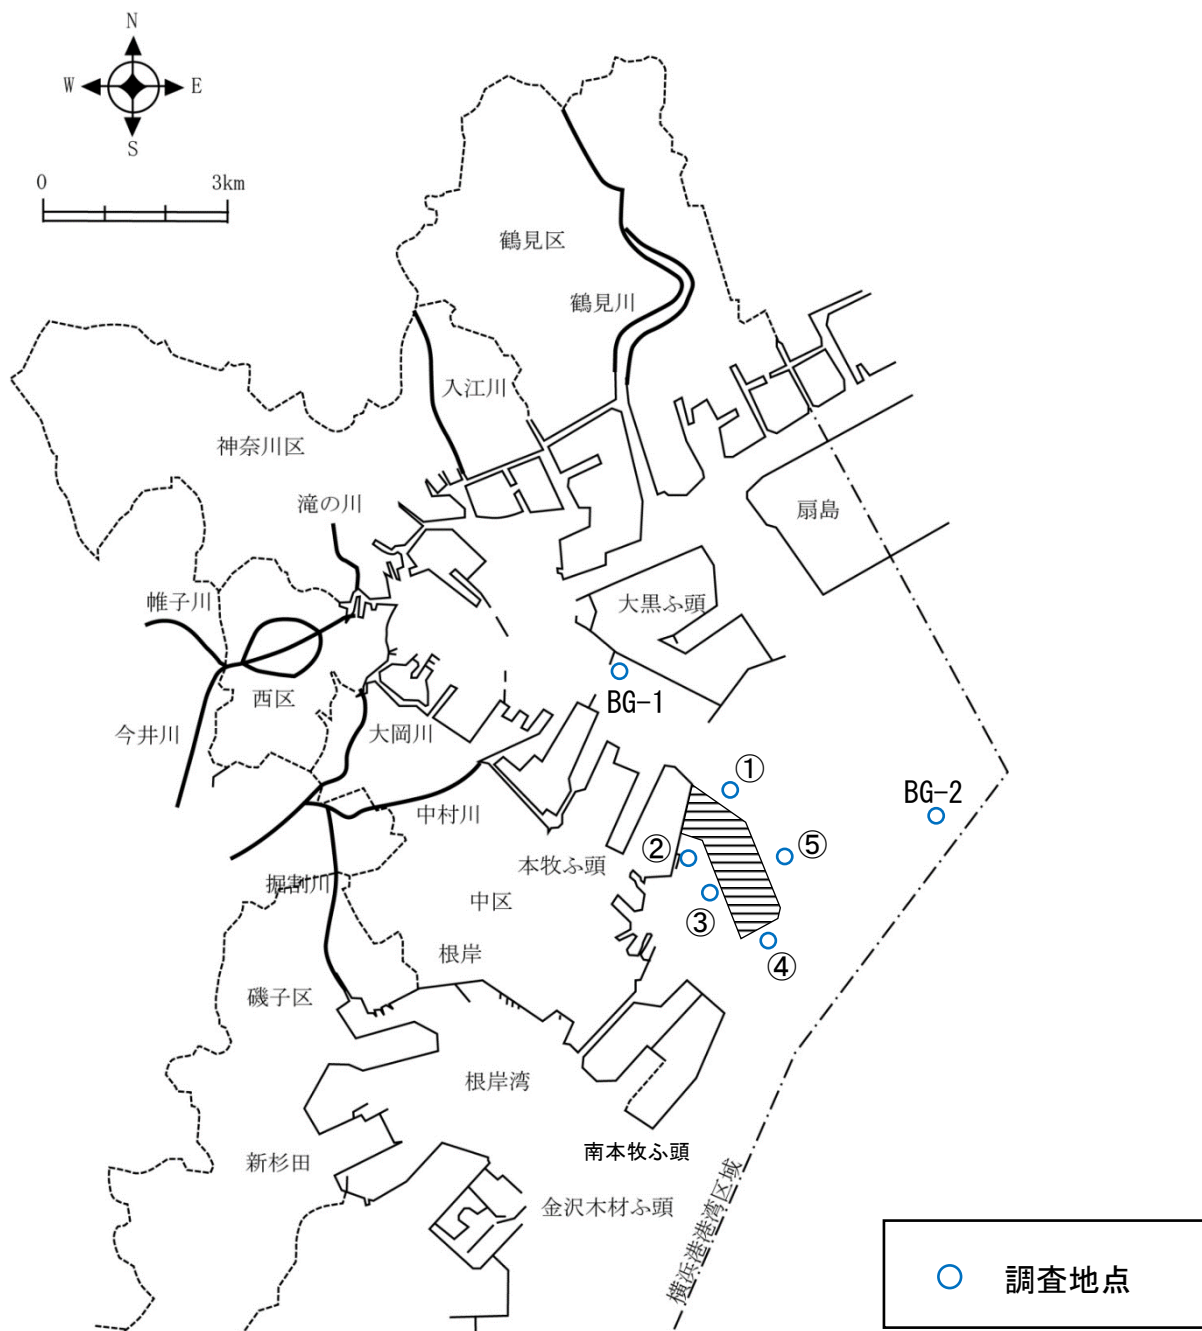 N
W
E
S
0
3km
鶴見区
鶴見川
入江川
神奈川区
滝の川
扇島
帷子川
大黒ふ頭
西区
BG-1
今井川
大岡川
①
BG-2
中村川
②
⑤
本牧ふ頭
掘割川
中区
③
根岸
④
磯子区
根岸湾
南本牧ふ頭
新杉田
金沢木材ふ頭
横浜港港湾区域
調査地点